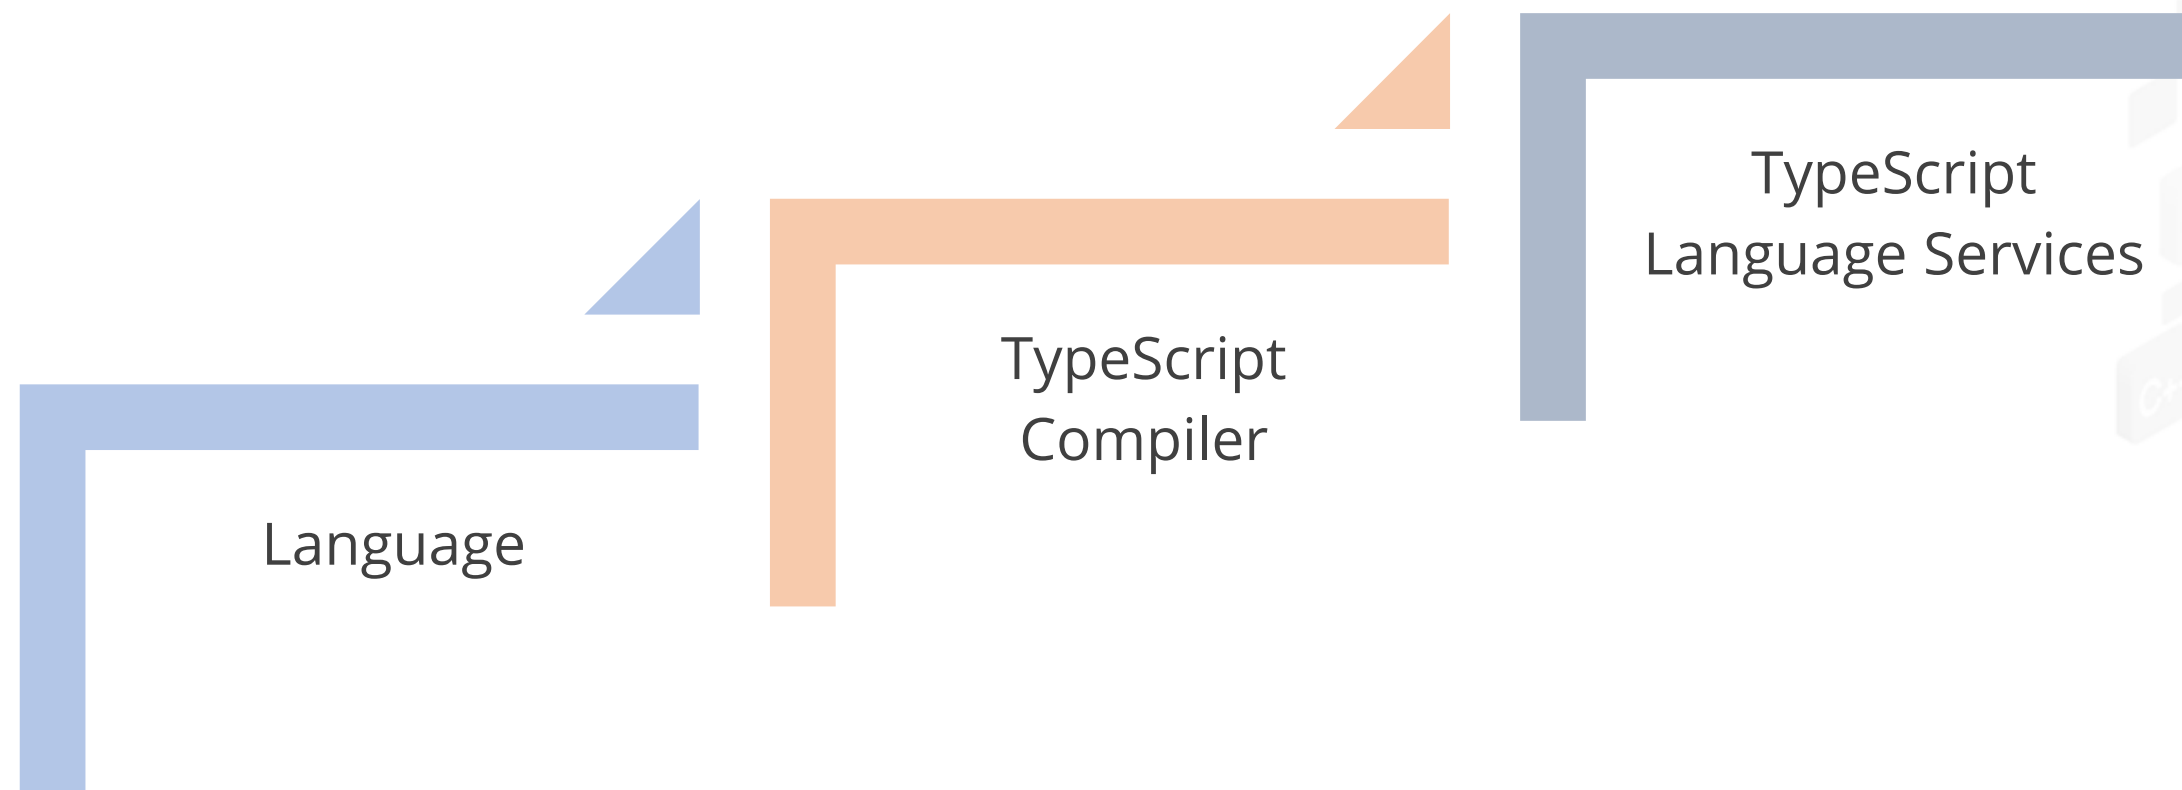 Language
TypeScript
Compiler
TypeScript
Language Services